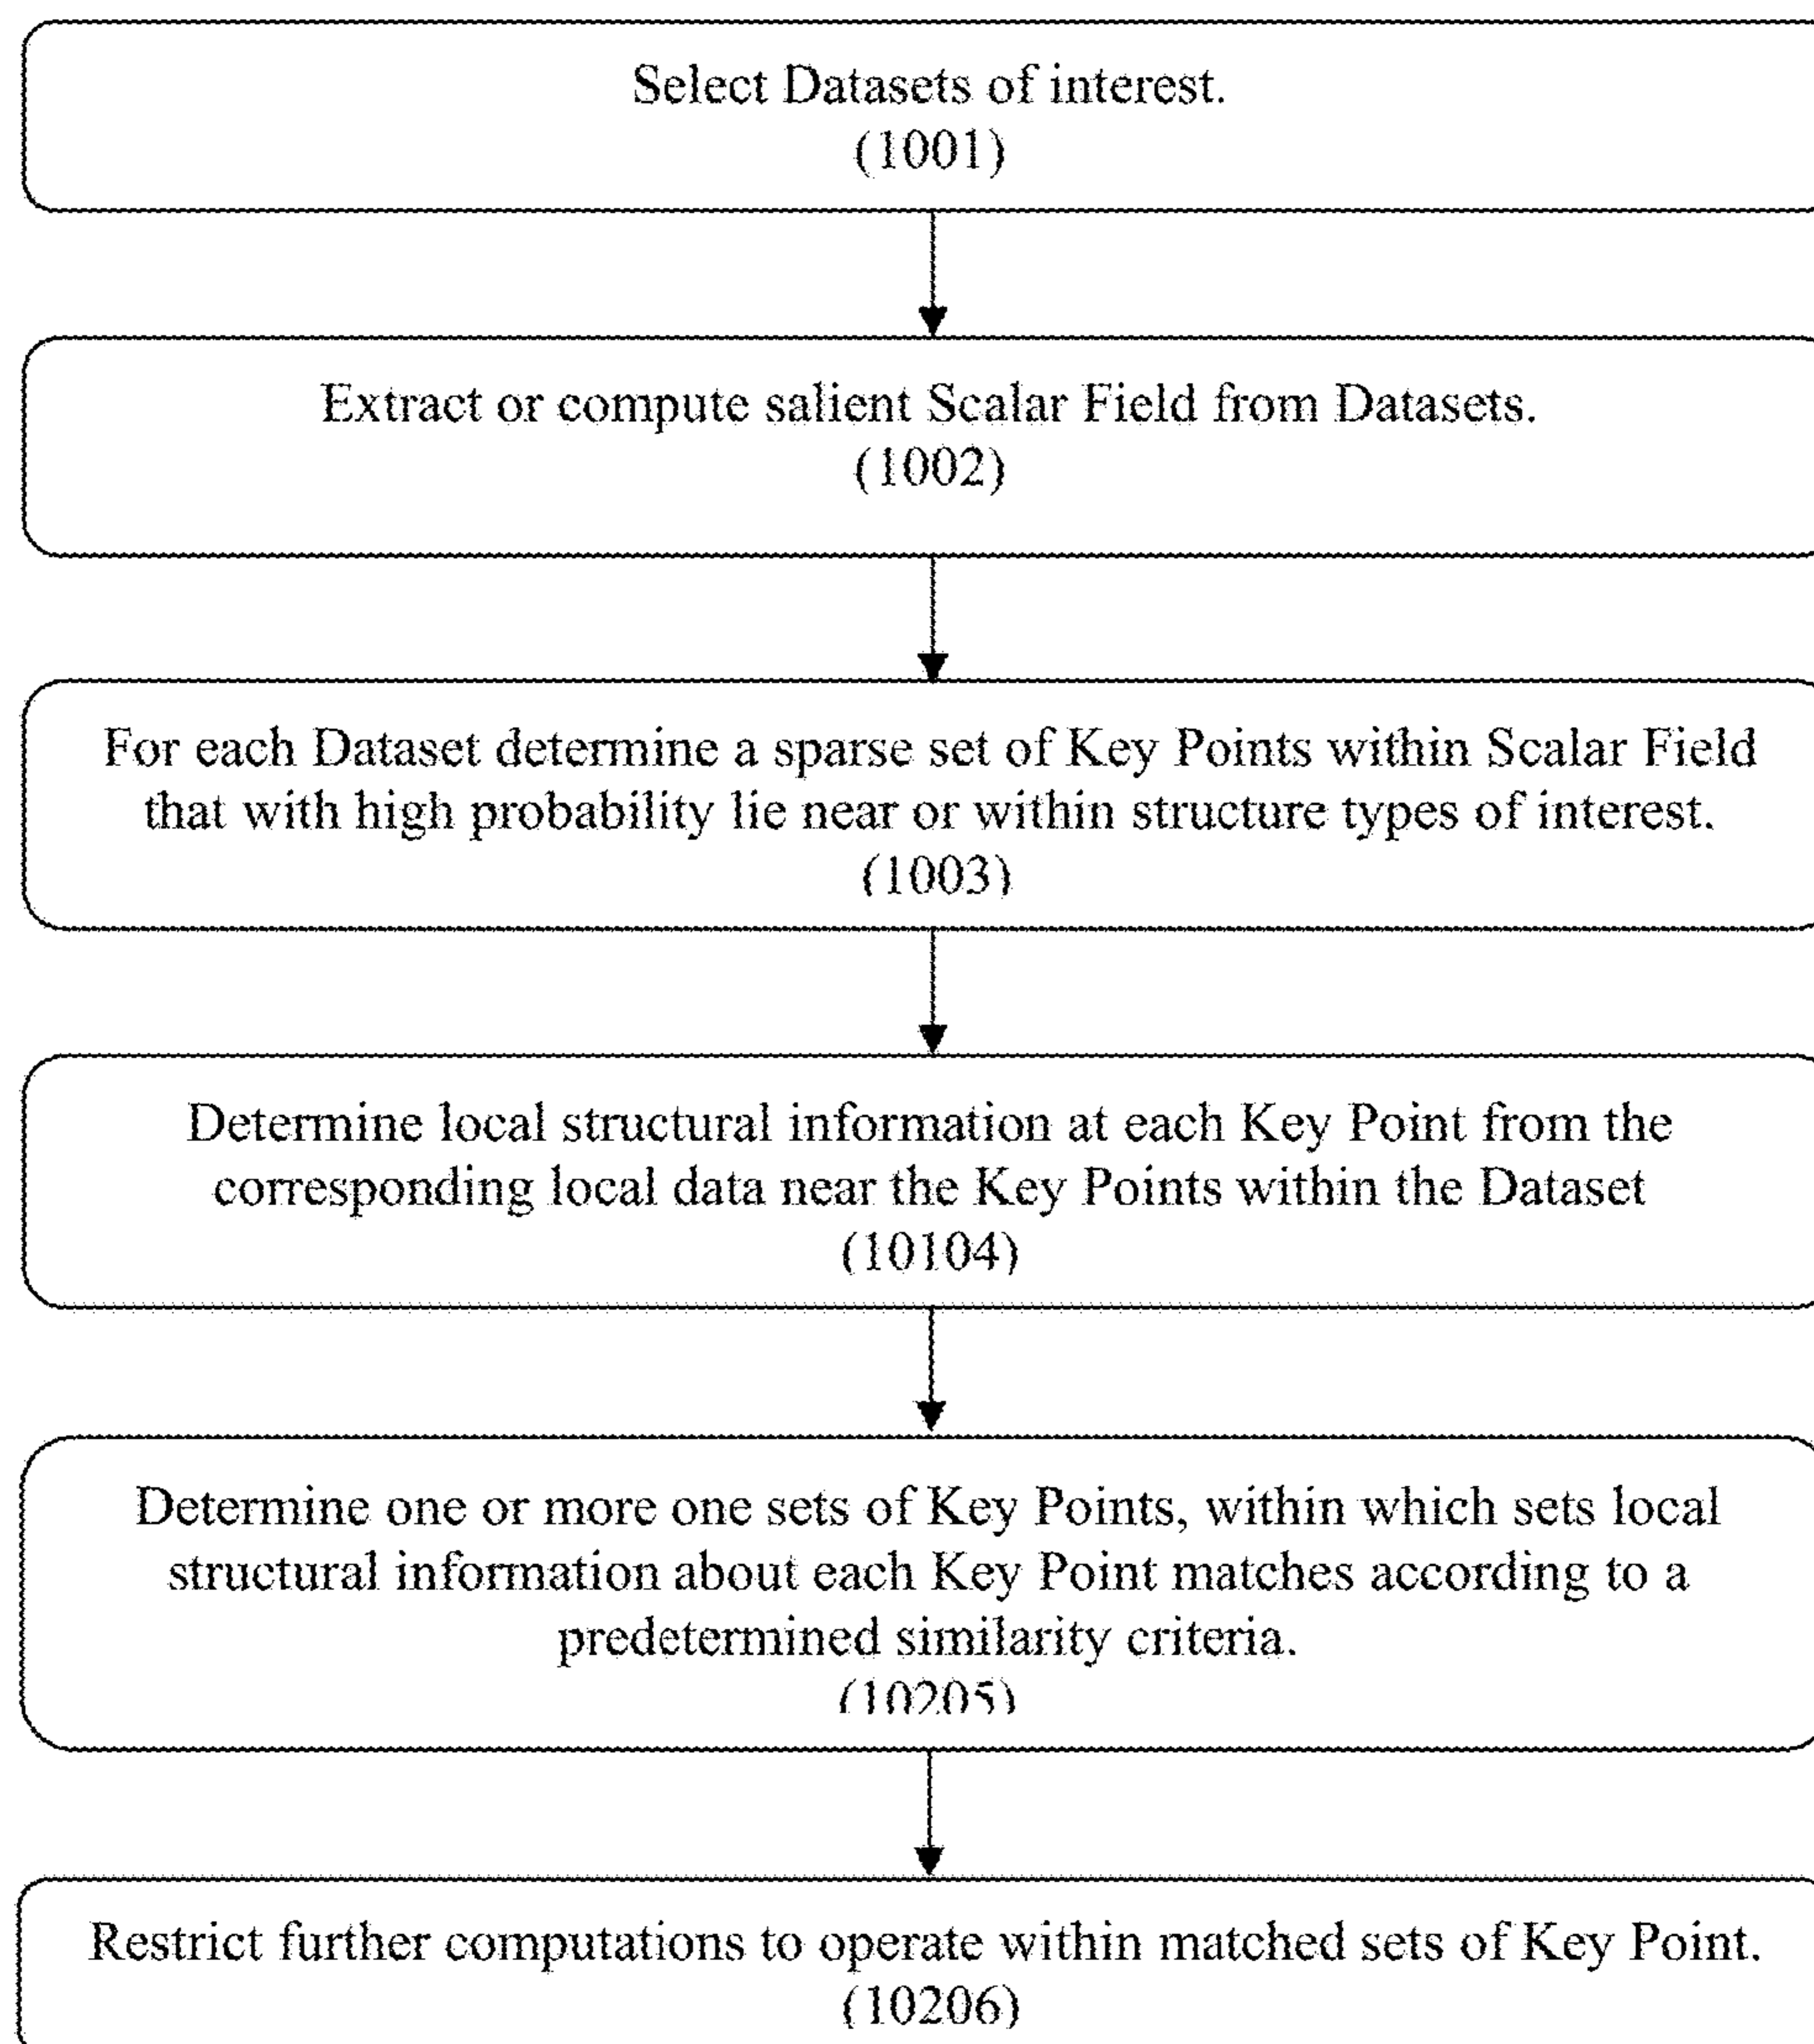 Select Datasets of interest.
(1001)
Extract or compute salient Scalar Field from Datasets.
(1002)
For each Dataset determine a sparse set of Key Points within Scalar Field
that with high probability lie near or within structure types of interest.
(1003)
Determine local structural information at each Key Point from the
corresponding local data near the Key Points within the Dataset
(10104)
Determine one or more one sets of Key Points, within which sets local
structural information about each Key Point matches according to a
predetermined similarity criteria.
(10205)
Restrict further computations to operate within matched sets of Key Point.
(10206)